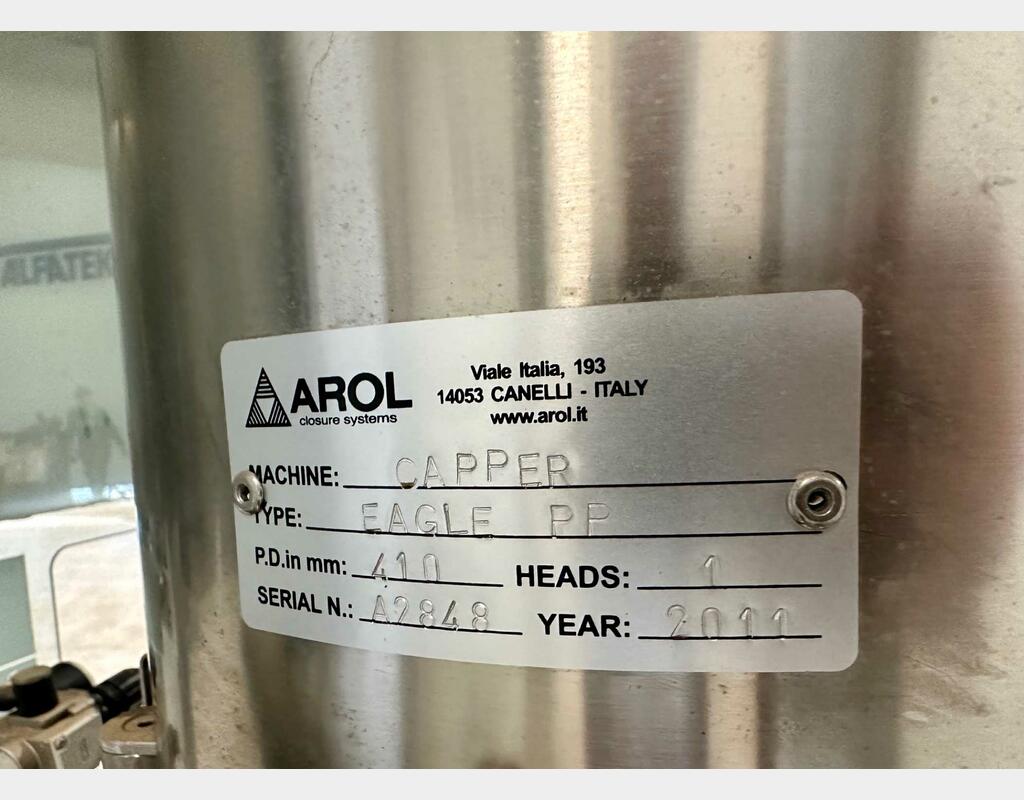 ALFATEK
AROL
closure systems
Viale Italia, 193
14053 CANELLI - ITALY
www.arol.it
MACHINE: CAPPER
TYPE: EAGLE PP
P.D.in mm: 410 HEADS: 1
SERIAL N.: A2848 YEAR: 2011